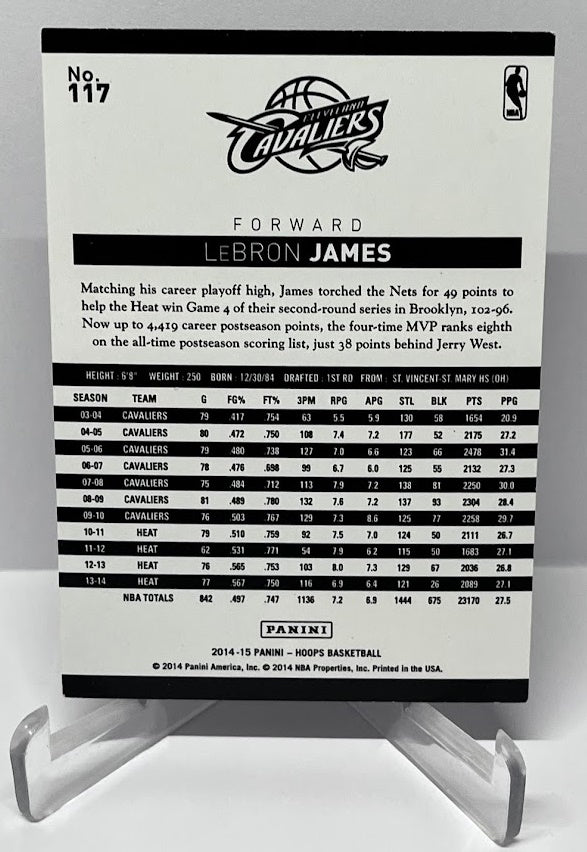 No.
117
CLEVELAND
CAVALIERS
NBA
FORWARD
LEBRON JAMES
Matching his career playoff high, James torched the Nets for 49 points to
help the Heat win Game 4 of their second-round series in Brooklyn, 102-96.
Now up to 4,419 career postseason points, the four-time MVP ranks eighth
on the all-time postseason scoring list, just 38 points behind Jerry West.
HEIGHT: 6'8" WEIGHT: 250 BORN: 12/30/84 DRAFTED: 1ST RD FROM: ST. VINCENT-ST. MARY HS (OH)
SEASON TEAM G FG% FT% 3PM RPG APG STL BLK PTS PPG
03-04 CAVALIERS 79 .417 .754 63 5.5 5.9 130 58 1654 20.9
04-05 CAVALIERS 80 .472 .750 108 7.4 7.2 177 52 2175 27.2
05-06 CAVALIERS 79 .480 .738 127 7.0 6.6 123 66 2478 31.4
06-07 CAVALIERS 78 .476 .698 99 6.7 6.0 125 55 2132 27.3
07-08 CAVALIERS 75 .484 .712 113 7.9 7.2 138 81 2250 30.0
08-09 CAVALIERS 81 .489 .780 132 7.6 7.2 137 93 2304 28.4
09-10 CAVALIERS 76 .503 .767 129 7.3 8.6 125 77 2258 29.7
10-11 HEAT 79 .510 .759 92 7.5 7.0 124 50 2111 26.7
11-12 HEAT 62 .531 .771 54 7.9 6.2 115 50 1683 27.1
12-13 HEAT 76 .565 .753 103 8.0 7.3 129 67 2036 26.8
13-14 HEAT 77 .567 .750 116 6.9 6.4 121 26 2089 27.1
NBA TOTALS 842 .497 .747 1136 7.2 6.9 1444 675 23170 27.5
PANINI
2014-15 PANINI – HOOPS BASKETBALL
© 2014 Panini America, Inc. © 2014 NBA Properties, Inc. Printed in the USA.